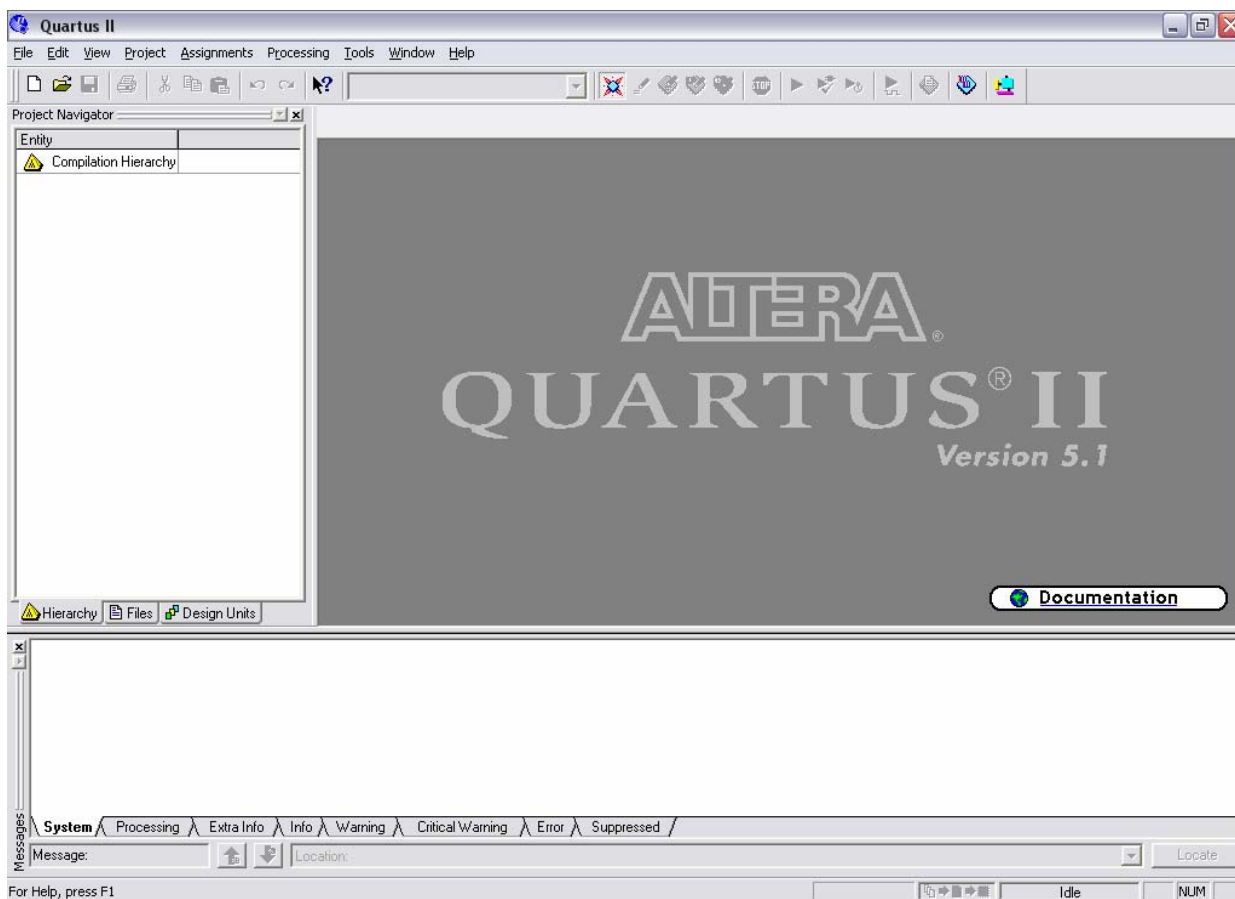 Quartus II
File Edit View Project Assignments Processing Tools Window Help
STOP
Project Navigator
Entity
Compilation Hierarchy
ALTERA®
QUARTUS® II
Version 5.1
Documentation
Hierarchy Files Design Units
Messages
System Processing Extra Info Info Warning Critical Warning Error Suppressed
Message: Location: Locate
For Help, press F1 Idle NUM